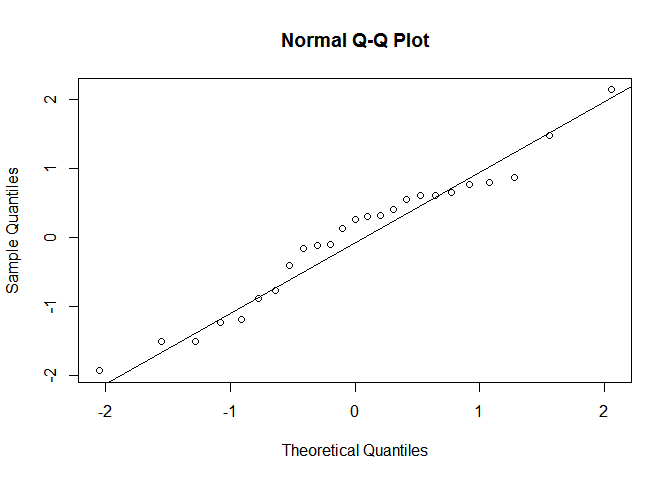 Normal Q-Q Plot
Sample Quantiles
2
1
0
-1
-2
-2 -1 0 1 2
Theoretical Quantiles